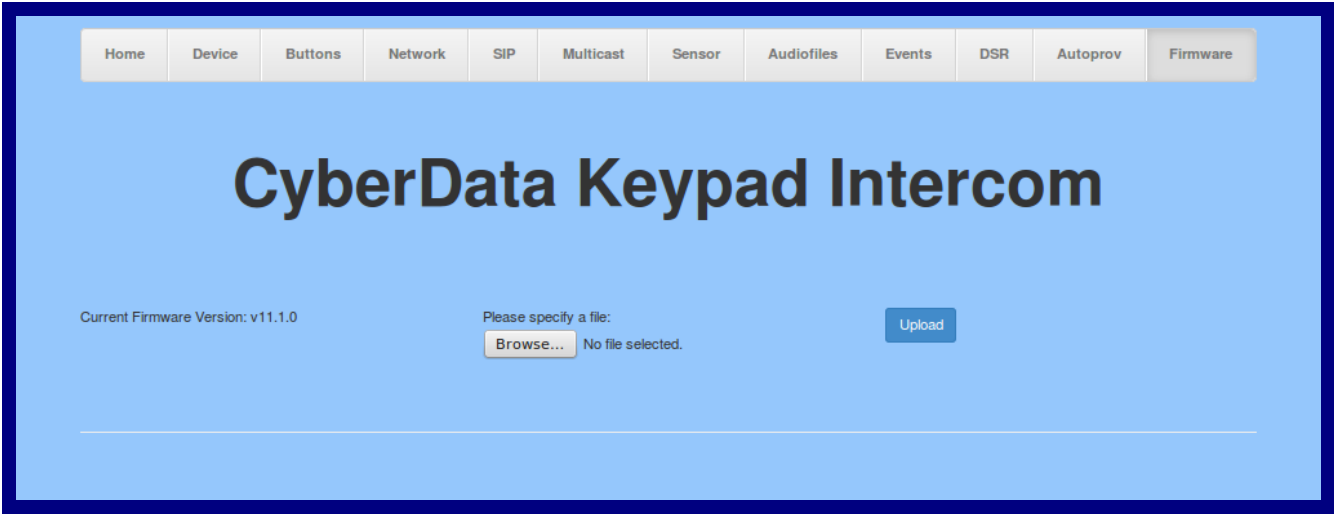 Home Device Buttons Network SIP Multicast Sensor Audiofiles Events DSR Autoprov Firmware
CyberData Keypad Intercom
Current Firmware Version: v11.1.0
Please specify a file:
Browse... No file selected.
Upload